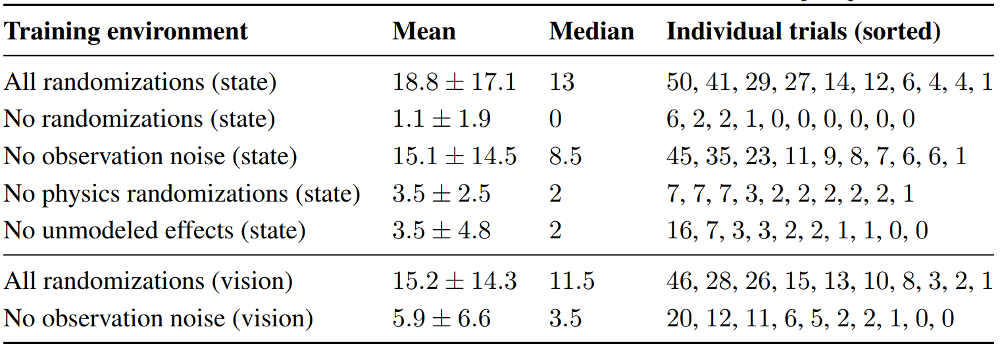 Training environment Mean Median Individual trials (sorted)
All randomizations (state) 18.8 ± 17.1 13 50, 41, 29, 27, 14, 12, 6, 4, 4, 1
No randomizations (state) 1.1 ± 1.9 0 6, 2, 2, 1, 0, 0, 0, 0, 0, 0
No observation noise (state) 15.1 ± 14.5 8.5 45, 35, 23, 11, 9, 8, 7, 6, 6, 1
No physics randomizations (state) 3.5 ± 2.5 2 7, 7, 7, 3, 2, 2, 2, 2, 2, 1
No unmodeled effects (state) 3.5 ± 4.8 2 16, 7, 3, 3, 2, 2, 1, 1, 0, 0
All randomizations (vision) 15.2 ± 14.3 11.5 46, 28, 26, 15, 13, 10, 8, 3, 2, 1
No observation noise (vision) 5.9 ± 6.6 3.5 20, 12, 11, 6, 5, 2, 2, 1, 0, 0